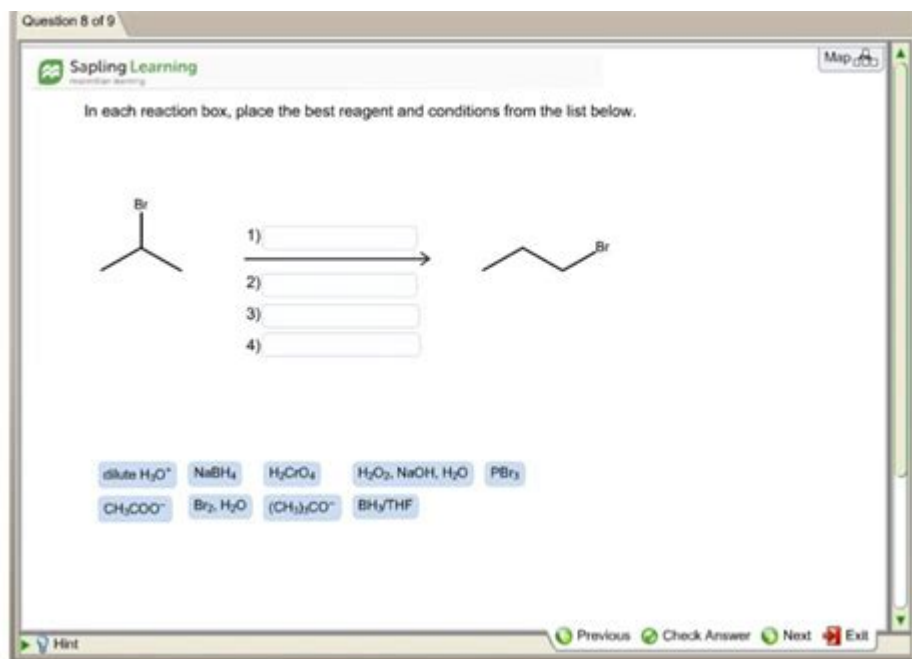 Question 8 of 9
Map
Sapling Learning
macmillan learning
In each reaction box, place the best reagent and conditions from the list below.
Br
1)
Br
2)
3)
4)
dilute H₃O⁺ NaBH₄ H₂CrO₄ H₂O₂, NaOH, H₂O PBr₃
CH₃COO⁻ Br₂, H₂O (CH₃)₃CO⁻ BH₃/THF
Previous Check Answer Next Exit
Hint